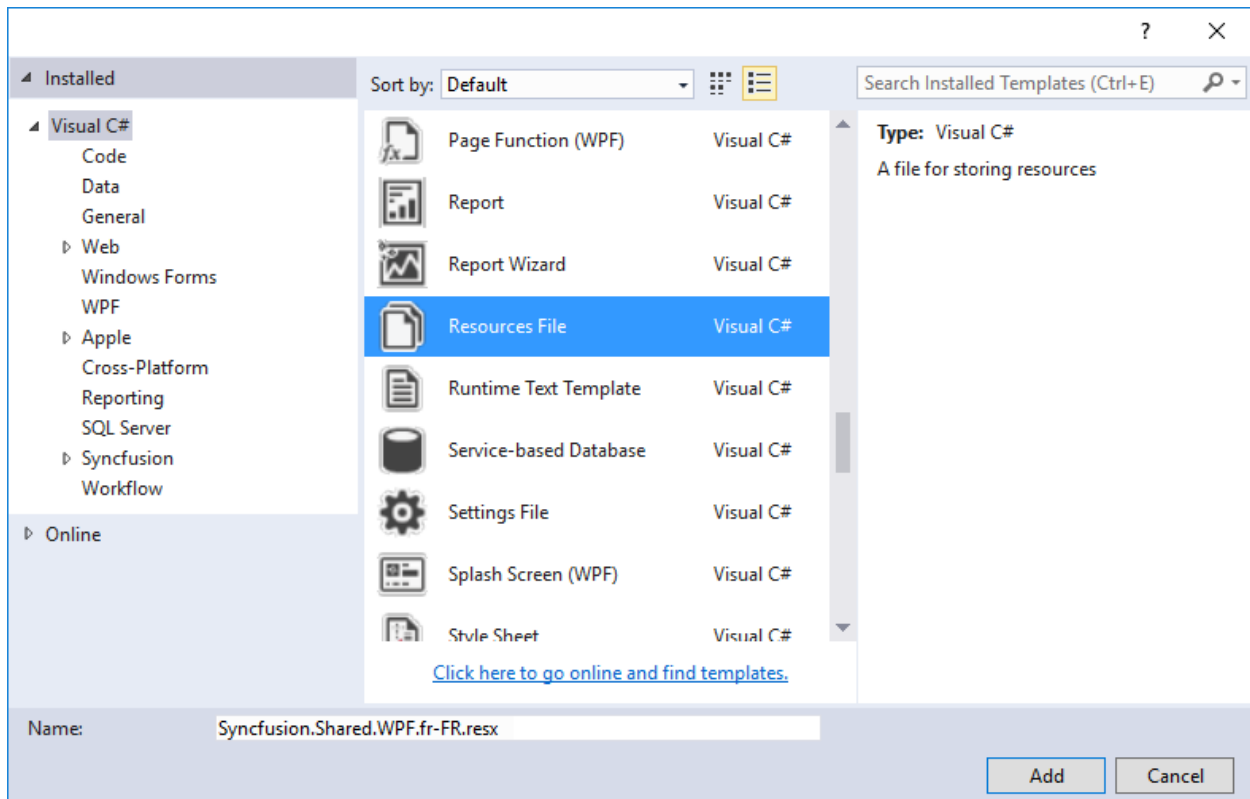 ?
Installed
Sort by: Default
Search Installed Templates (Ctrl+E)
Visual C#
Code
Data
General
Web
Windows Forms
WPF
Apple
Cross-Platform
Reporting
SQL Server
Syncfusion
Workflow
Online
Page Function (WPF) Visual C#
Report Visual C#
Report Wizard Visual C#
Resources File Visual C#
Runtime Text Template Visual C#
Service-based Database Visual C#
Settings File Visual C#
Splash Screen (WPF) Visual C#
Style Sheet Visual C#
Click here to go online and find templates.
Type: Visual C#
A file for storing resources
Name: Syncfusion.Shared.WPF.fr-FR.resx
Add Cancel